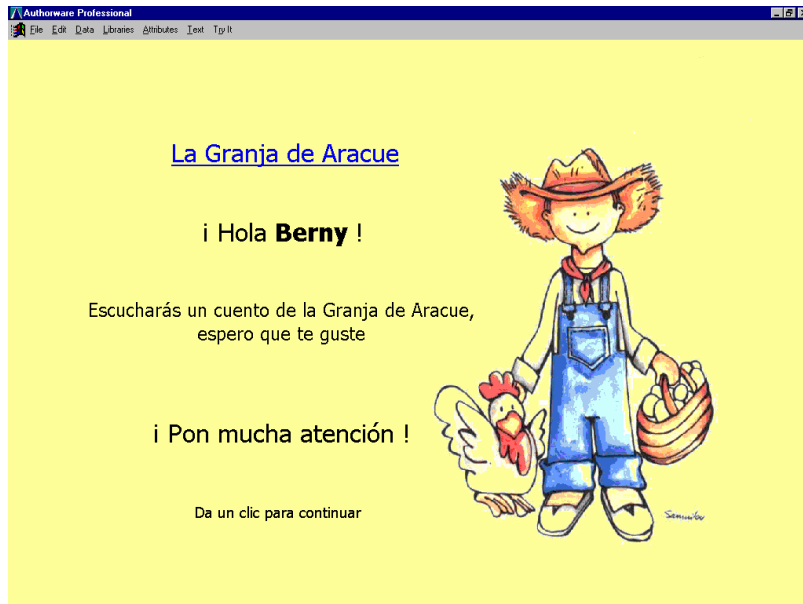 Authorware Professional
File Edit Data Libraries Attributes Text Try It
La Granja de Aracue
¡ Hola Berny !
Escucharás un cuento de la Granja de Aracue,
espero que te guste
¡ Pon mucha atención !
Da un clic para continuar